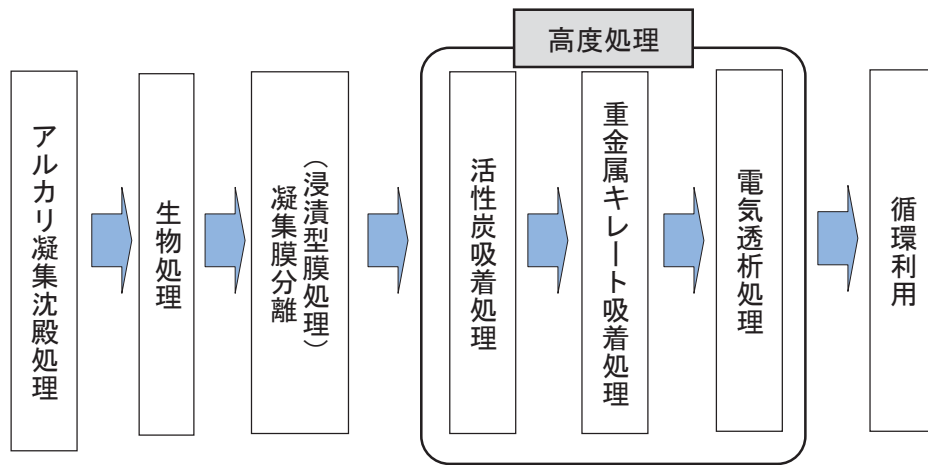 高度処理
アルカリ凝集沈殿処理
生物処理
(浸漬型膜処理)
凝集膜分離
活性炭吸着処理
重金属キレート吸着処理
電気透析処理
循環利用